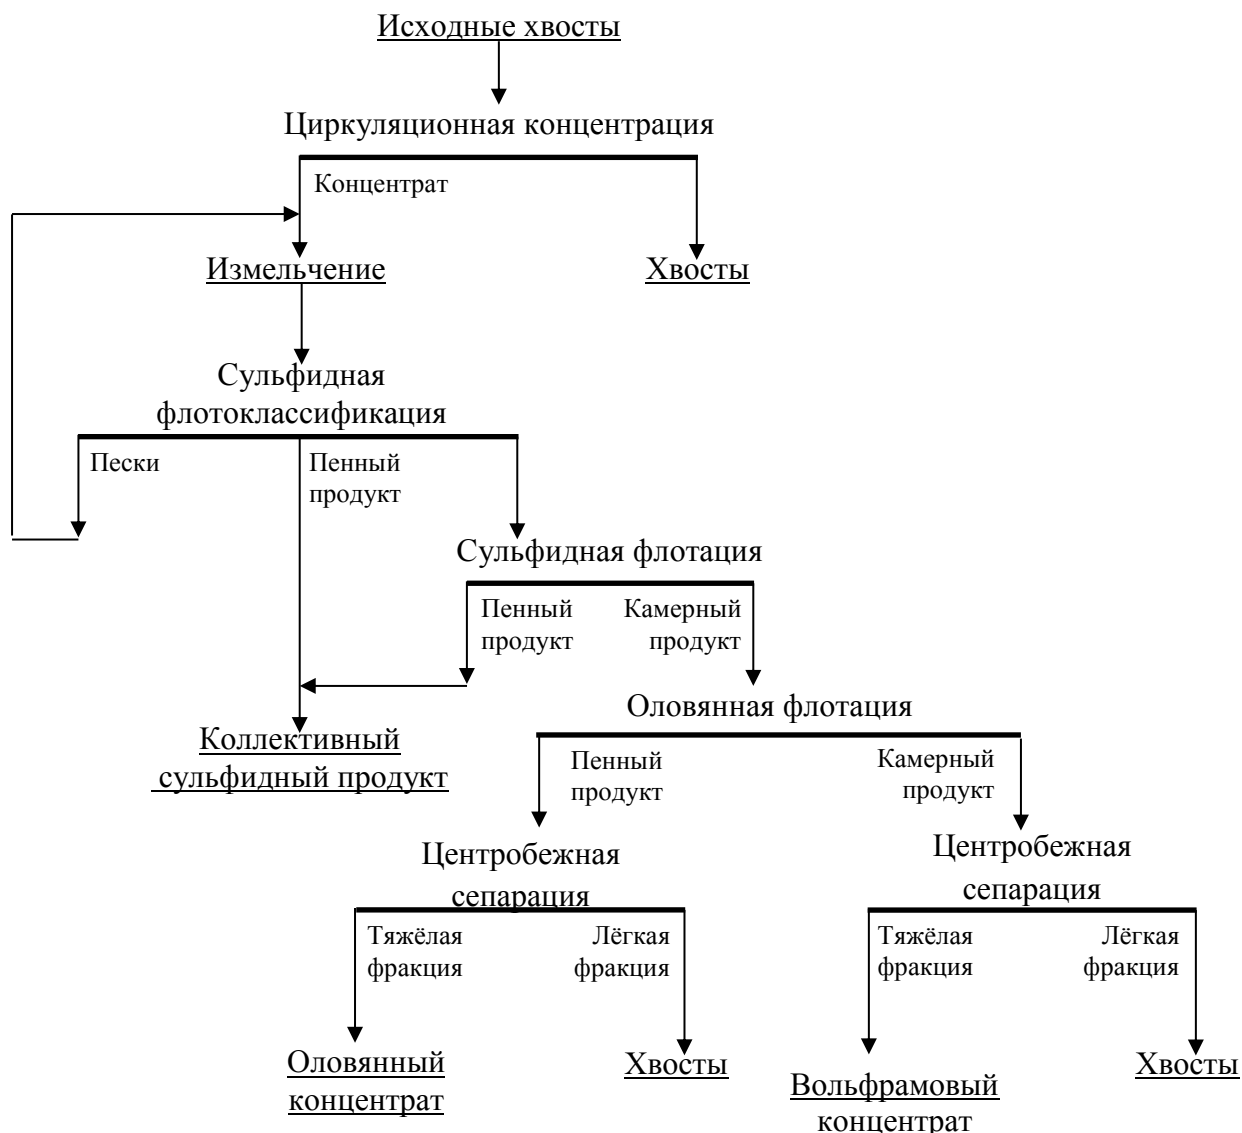 Исходные хвосты
Циркуляционная концентрация
Концентрат
Измельчение
Хвосты
Сульфидная
флотоклассификация
Пески
Пенный
продукт
Сульфидная флотация
Пенный
продукт
Камерный
продукт
Оловянная флотация
Коллективный
сульфидный продукт
Пенный
продукт
Камерный
продукт
Центробежная
сепарация
Центробежная
сепарация
Тяжёлая
фракция
Лёгкая
фракция
Тяжёлая
фракция
Лёгкая
фракция
Оловянный
концентрат
Хвосты
Вольфрамовый
концентрат
Хвосты